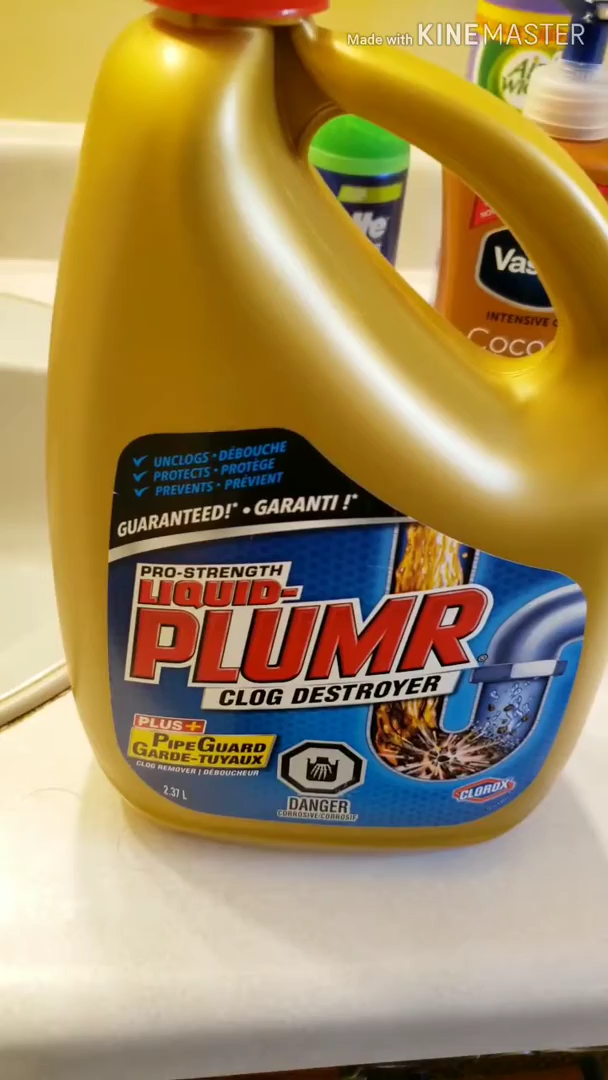 Made with KINEMASTER
Air
INTENSIVE
Coco
UNCLOGS • DÉBOUCHE
PROTECTS • PROTÈGE
PREVENTS • PRÉVIENT
GUARANTEED!* • GARANTI !*
PRO-STRENGTH
LIQUID-
PLUMR®
CLOG DESTROYER
PLUS+
PIPEGUARD
GARDE-TUYAUX
CLOG REMOVER | DÉBOUCHEUR
2.37 L
DANGER
CORROSIVE/CORROSIF
CLOROX